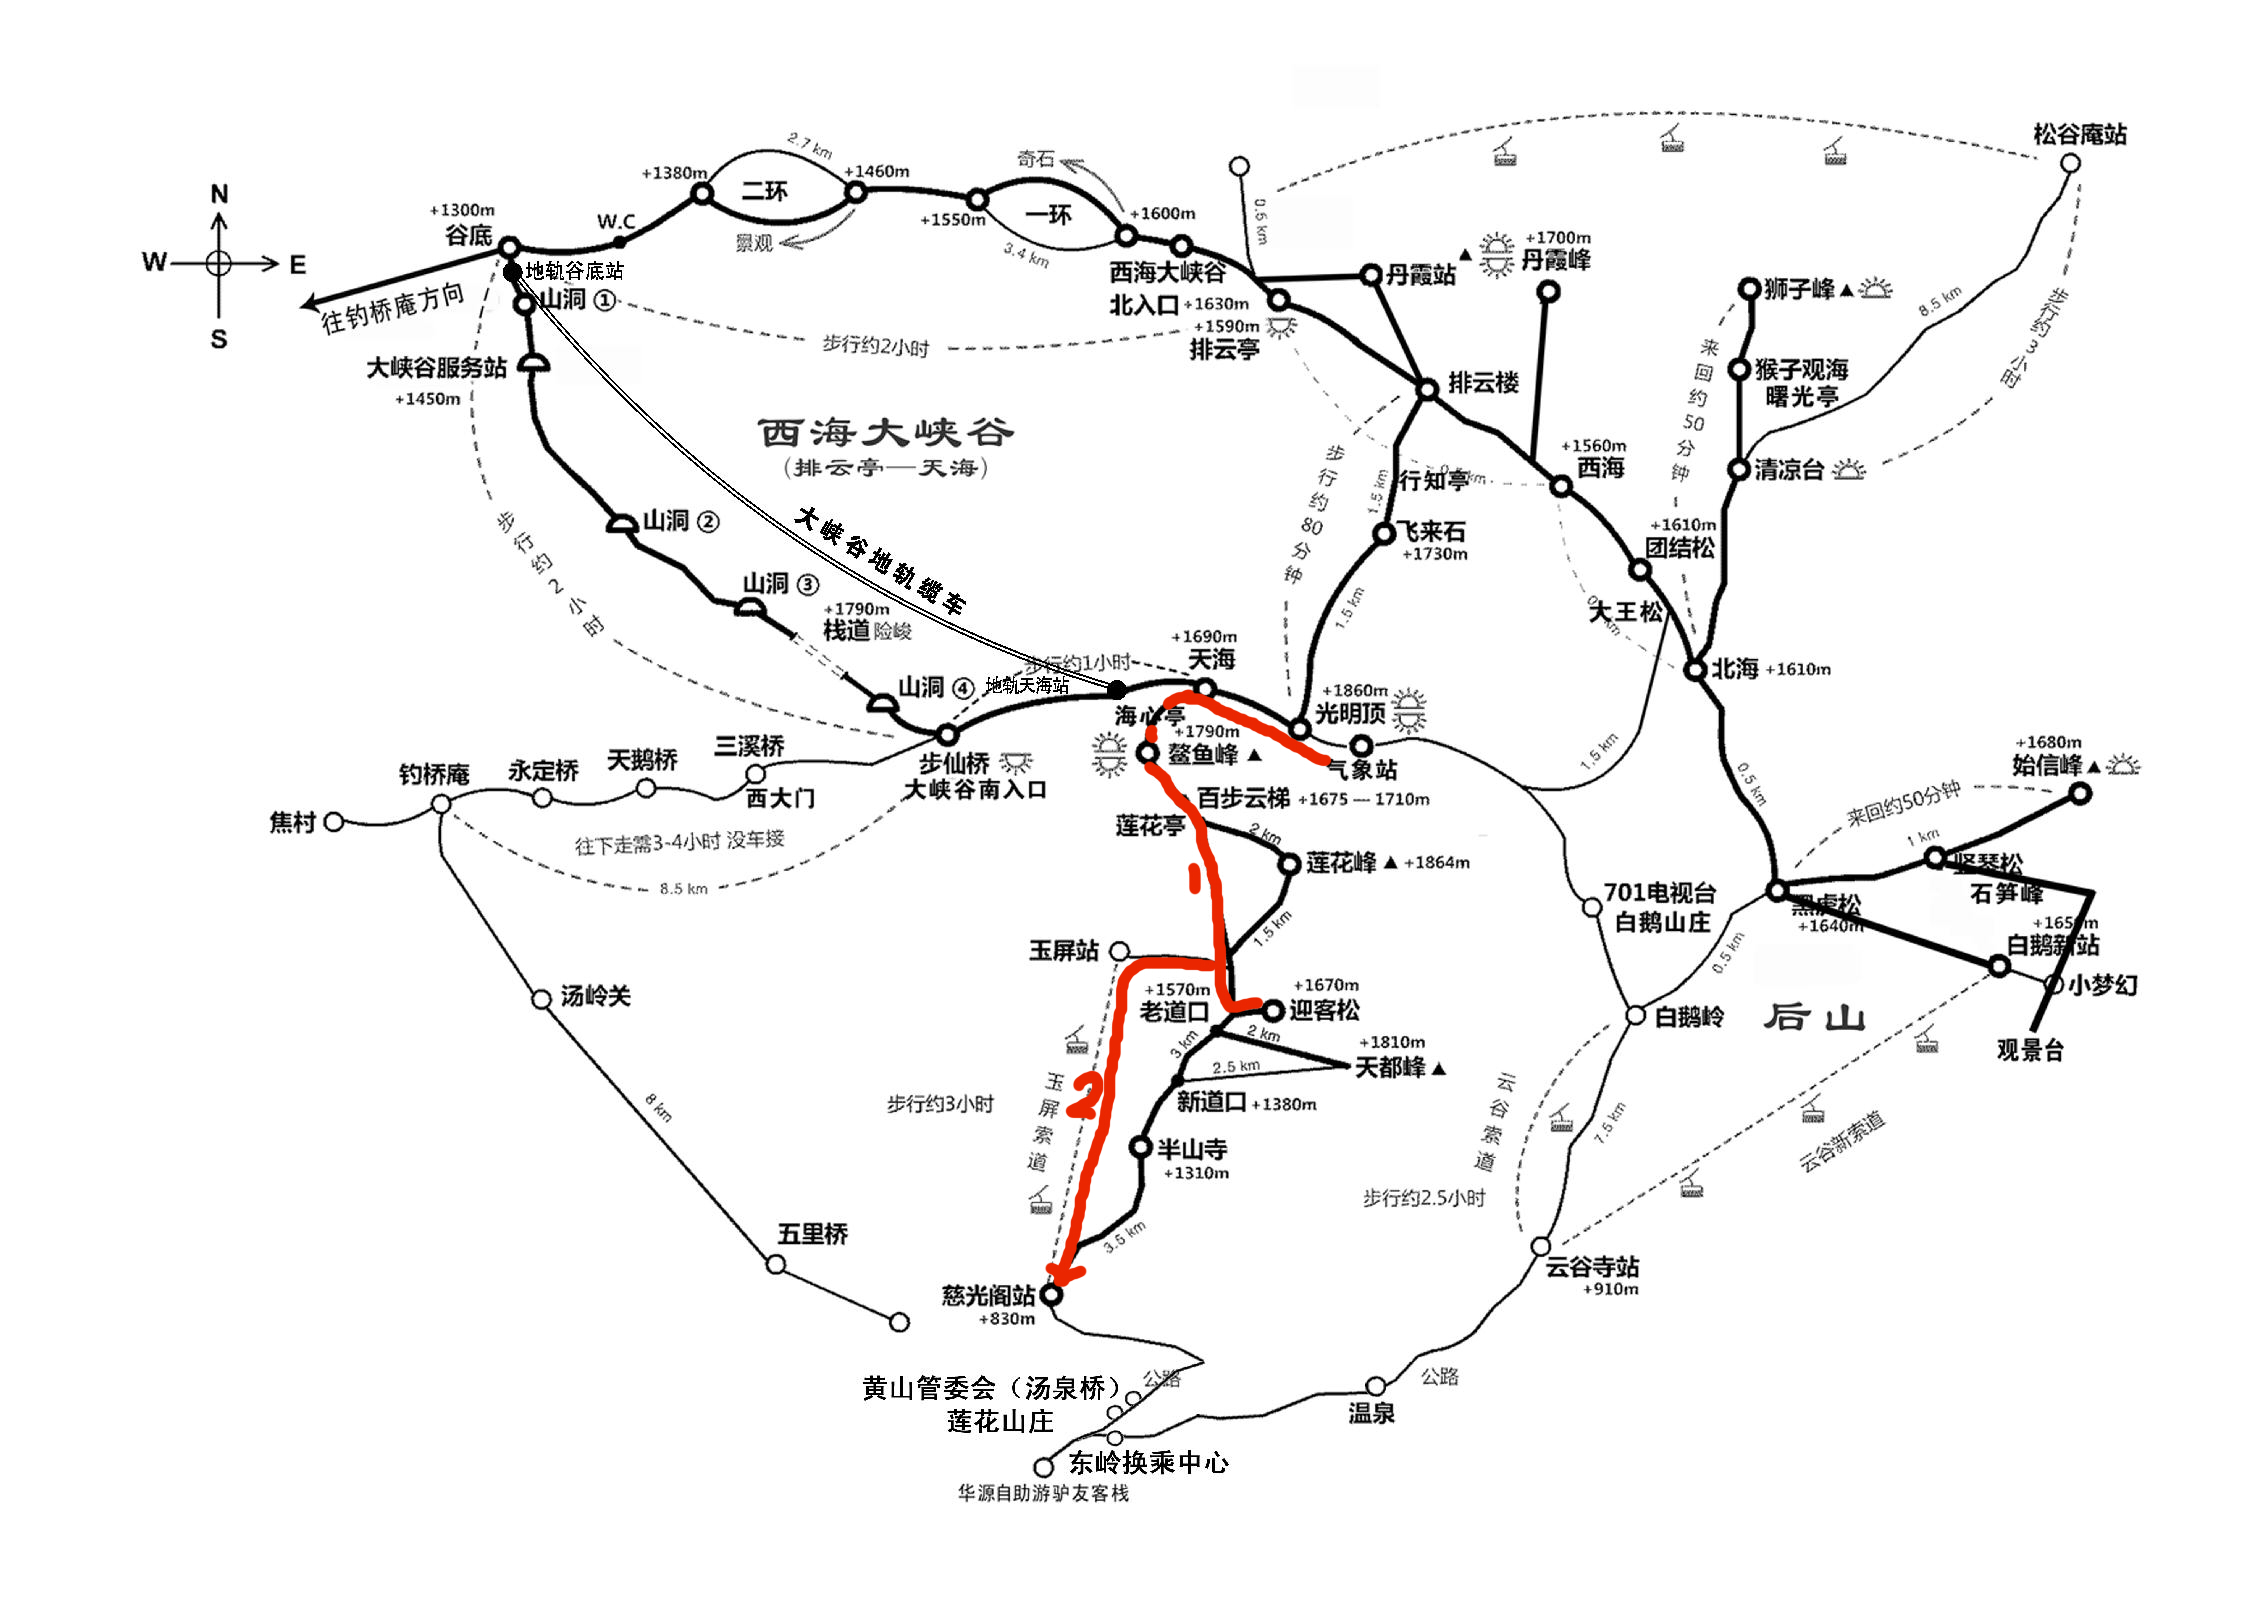 松谷庵站
2.7 km
奇石
+1380m
二环
+1460m
一环
+1550m
+1600m
3.4 km
景观
W.C
+1300m
谷底
N
W
E
S
地轨谷底站
山洞 ①
往钓桥庵方向
步行约2小时
西海大峡谷
北入口 +1630m
+1590m
排云亭
0.5 km
丹霞站
+1700m
丹霞峰
狮子峰
猴子观海
曙光亭
8.5 km
步行约3小时
来回约50分钟
清凉台
大峡谷服务站
+1450m
西海大峡谷
(排云亭—天海)
排云楼
+1560m
西海
步行约80分钟
1.5 km
行知亭
飞来石
+1730m
+1610m
团结松
大王松
北海 +1610m
山洞 ②
大峡谷地轨缆车
步行约2小时
山洞 ③
+1790m
栈道 险峻
山洞 ④
步行约1小时
地轨天海站
+1690m
天海
1.5 km
+1860m
光明顶
海心亭
+1790m
鳌鱼峰
气象站
1.5 km
0.5 km
步仙桥
大峡谷南入口
三溪桥
西大门
天鹅桥
永定桥
钓桥庵
焦村
往下走需3-4小时 没车接
8.5 km
百步云梯 +1675 — 1710m
莲花亭
2 km
莲花峰 +1864m
1.5 km
1
+1680m
始信峰
来回约50分钟
1 km
竖琴松
石笋峰
黑虎松
+1640m
+1650m
白鹅新站
小梦幻
观景台
701电视台
白鹅山庄
0.5 km
白鹅岭
后山
玉屏站
+1570m
老道口
+1670m
迎客松
2 km
3 km
+1810m
天都峰
2.5 km
新道口 +1380m
玉屏索道
2
步行约3小时
半山寺
+1310m
3.5 km
汤岭关
8 km
五里桥
慈光阁站
+830m
云谷索道
7.5 km
步行约2.5小时
云谷新索道
云谷寺站
+910m
公路
黄山管委会（汤泉桥）
莲花山庄
公路
温泉
东岭换乘中心
华源自助游驴友客栈